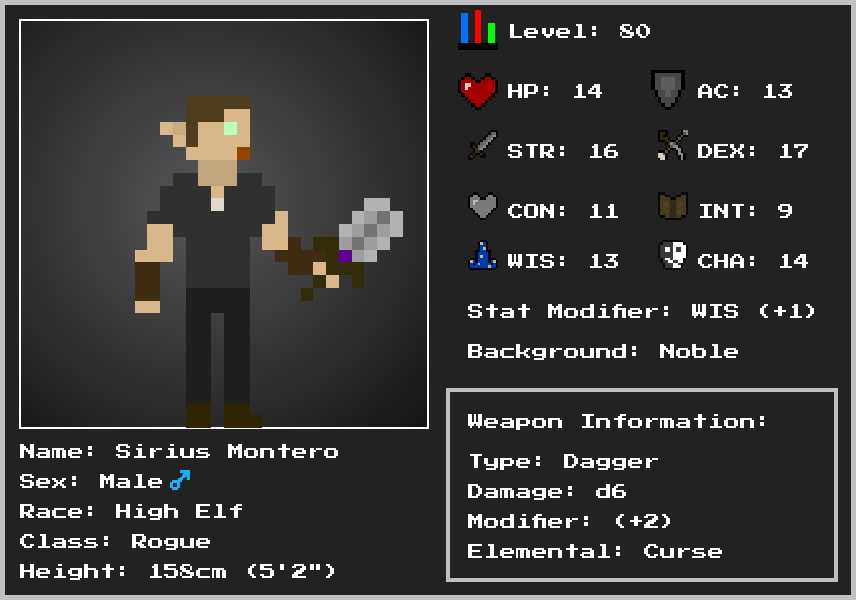 Level: 80
HP: 14
AC: 13
STR: 16
DEX: 17
CON: 11
INT: 9
WIS: 13
CHA: 14
Stat Modifier: WIS (+1)
Background: Noble
Weapon Information:
Type: Dagger
Damage: d6
Modifier: (+2)
Elemental: Curse
Name: Sirius Montero
Sex: Male ♂
Race: High Elf
Class: Rogue
Height: 158cm (5'2")